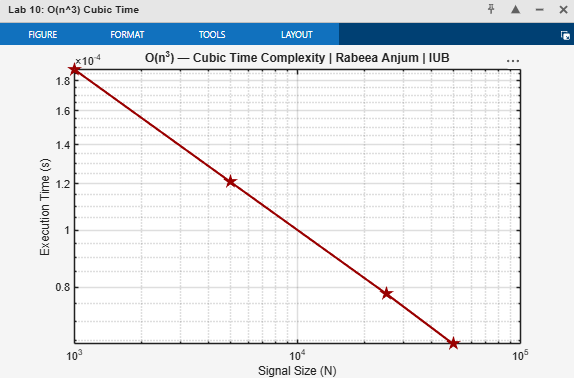 Lab 10: O(n^3) Cubic Time
FIGURE FORMAT TOOLS LAYOUT
×10⁻⁴
O(n³) — Cubic Time Complexity | Rabeea Anjum | IUB
1.8
1.6
1.4
1.2
1
0.8
Execution Time (s)
10³ 10⁴ 10⁵
Signal Size (N)